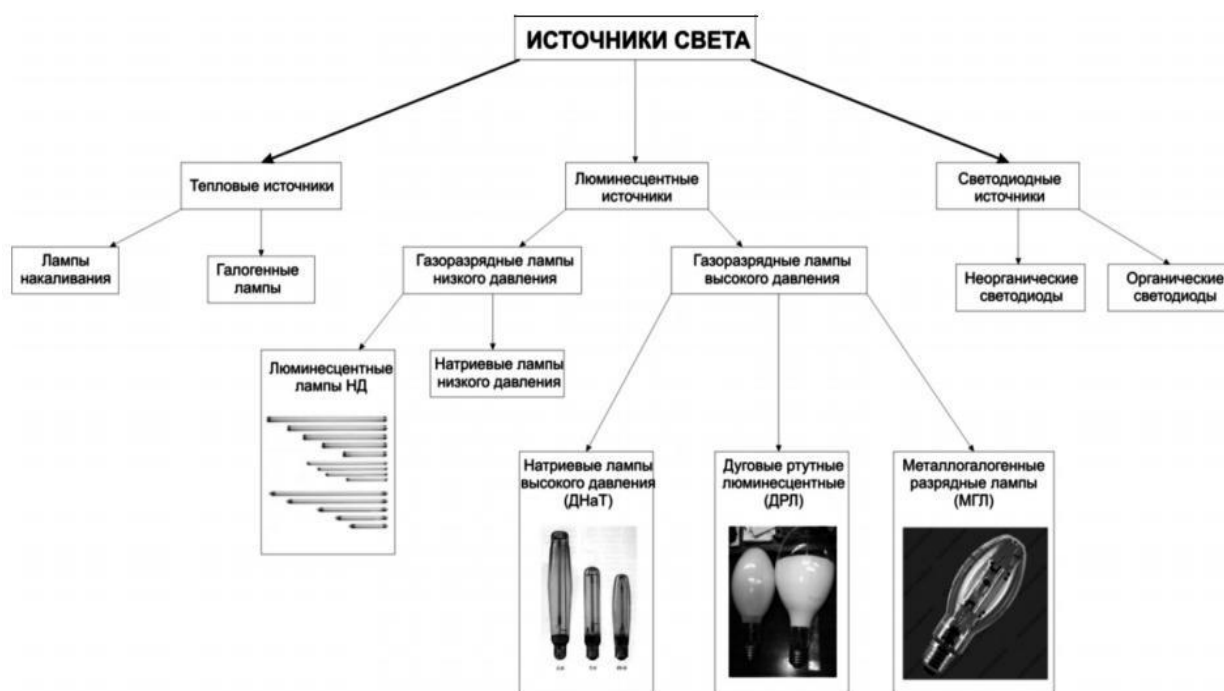 ИСТОЧНИКИ СВЕТА
Тепловые источники
Люминесцентные
источники
Светодиодные
источники
Лампы
накаливания
Галогенные
лампы
Газоразрядные лампы
низкого давления
Газоразрядные лампы
высокого давления
Неорганические
светодиоды
Органические
светодиоды
Люминесцентные
лампы НД
Натриевые лампы
низкого давления
Натриевые лампы
высокого давления
(ДНаТ)
Дуговые ртутные
люминесцентные
(ДРЛ)
Металлогалогенные
разрядные лампы
(МГЛ)